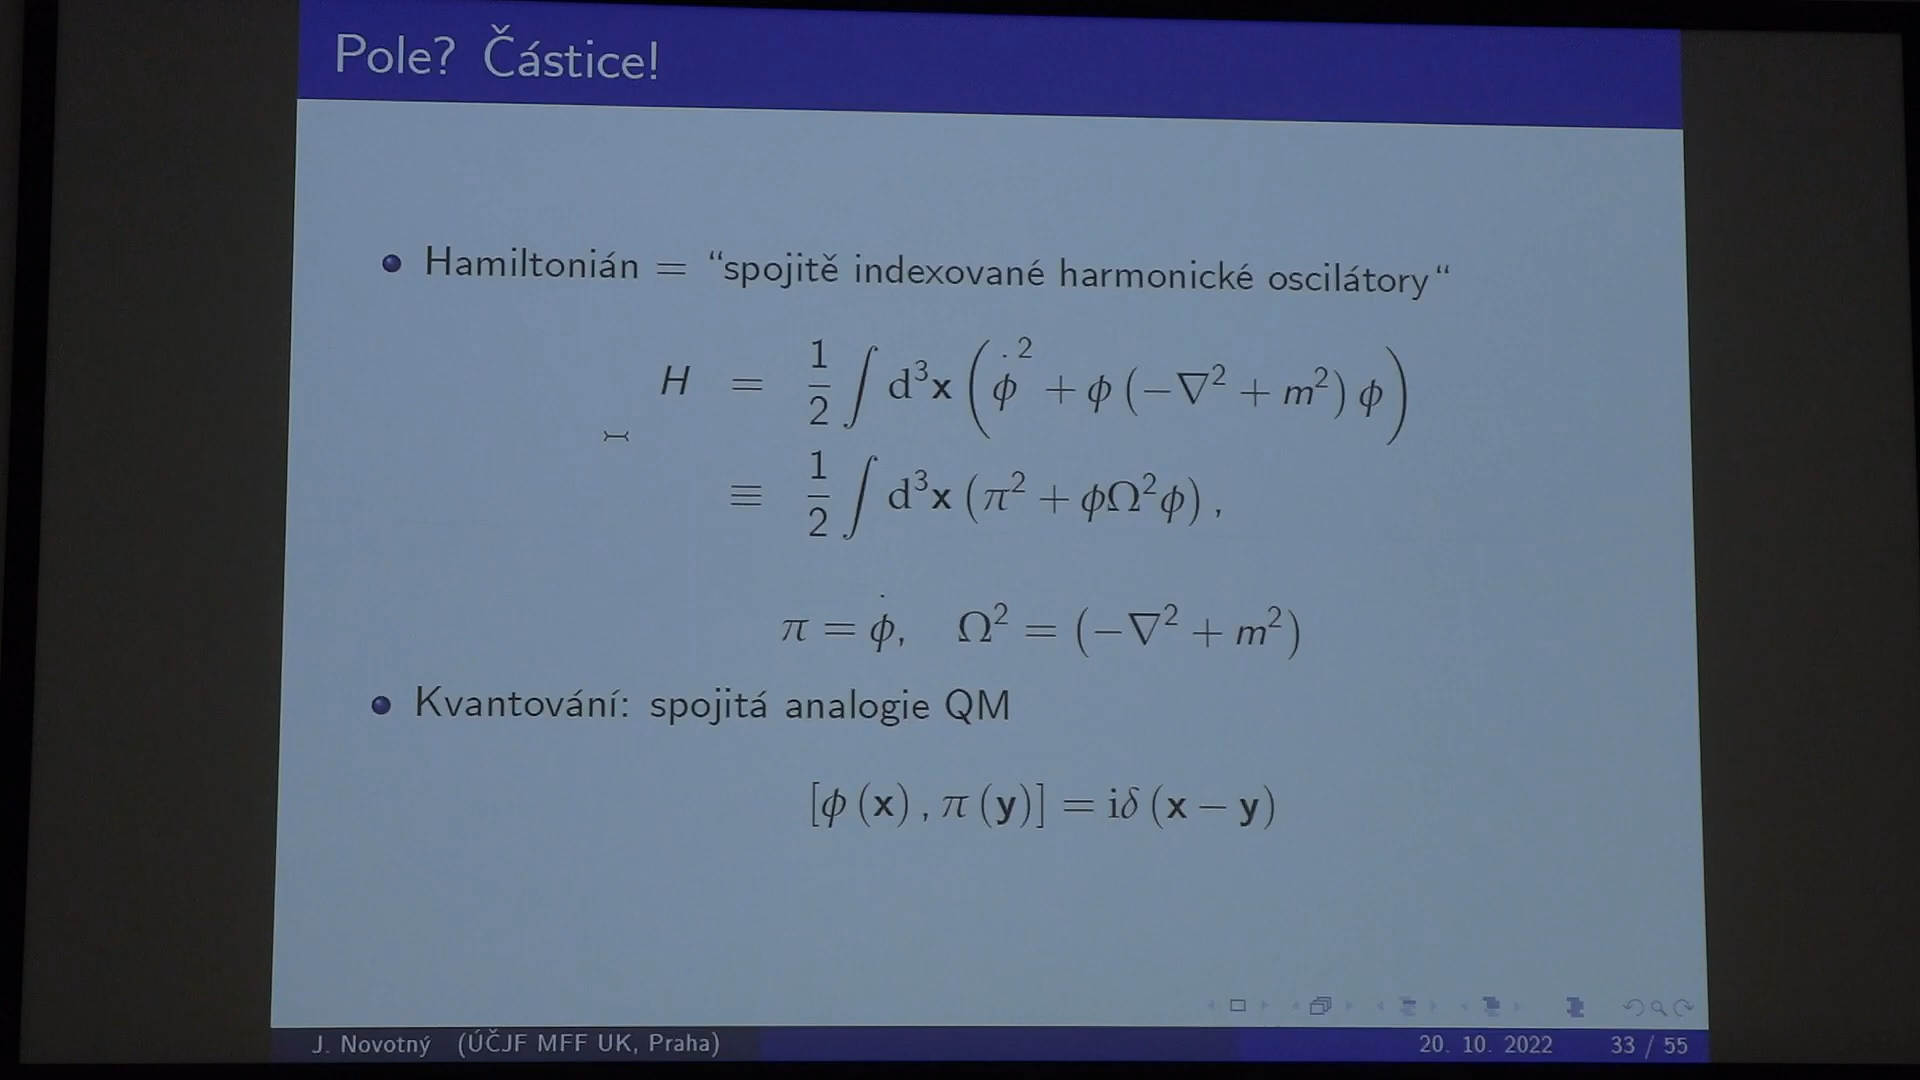 Pole? Částice!
Hamiltonián = “spojitě indexované harmonické oscilátory“
H = 1/2 ∫ d³x (ϕ̇² + ϕ (−∇² + m²) ϕ)
≡ 1/2 ∫ d³x (π² + ϕΩ²ϕ) ,
π = ϕ̇, Ω² = (−∇² + m²)
Kvantování: spojitá analogie QM
[ϕ (x) , π (y)] = iδ (x − y)
J. Novotný (ÚČJF MFF UK, Praha) 20. 10. 2022 33 / 55